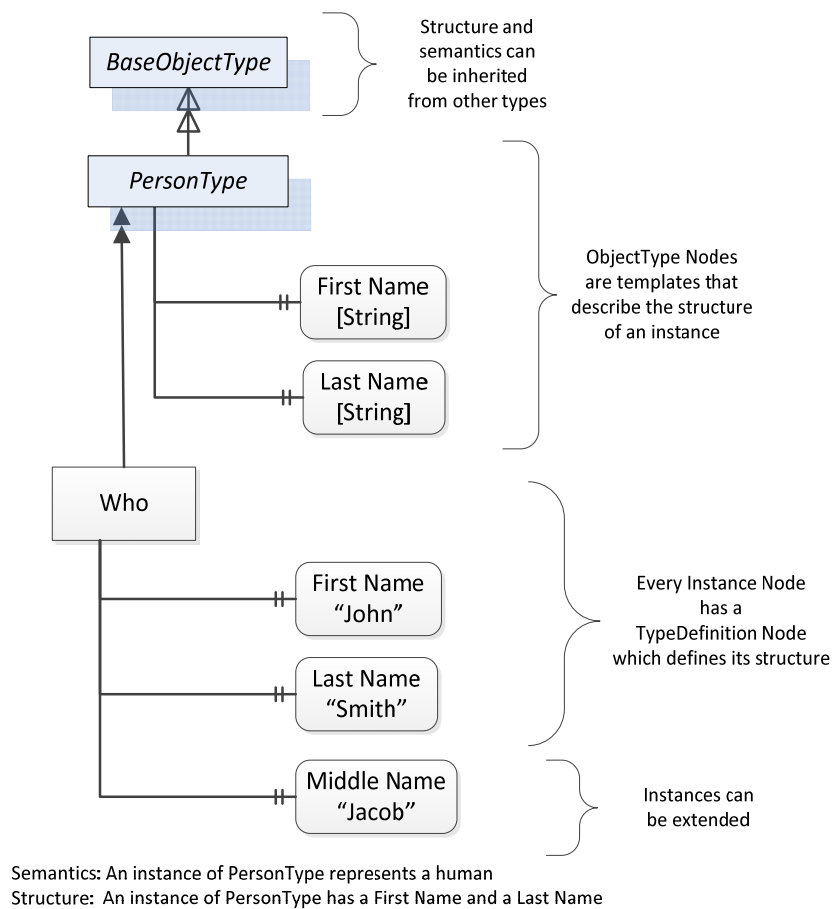 BaseObjectType
Structure and
semantics can
be inherited
from other types
PersonType
First Name
[String]
Last Name
[String]
ObjectType Nodes
are templates that
describe the structure
of an instance
Who
First Name
“John”
Last Name
“Smith”
Middle Name
“Jacob”
Every Instance Node
has a
TypeDefinition Node
which defines its structure
Instances can
be extended
Semantics: An instance of PersonType represents a human
Structure:  An instance of PersonType has a First Name and a Last Name